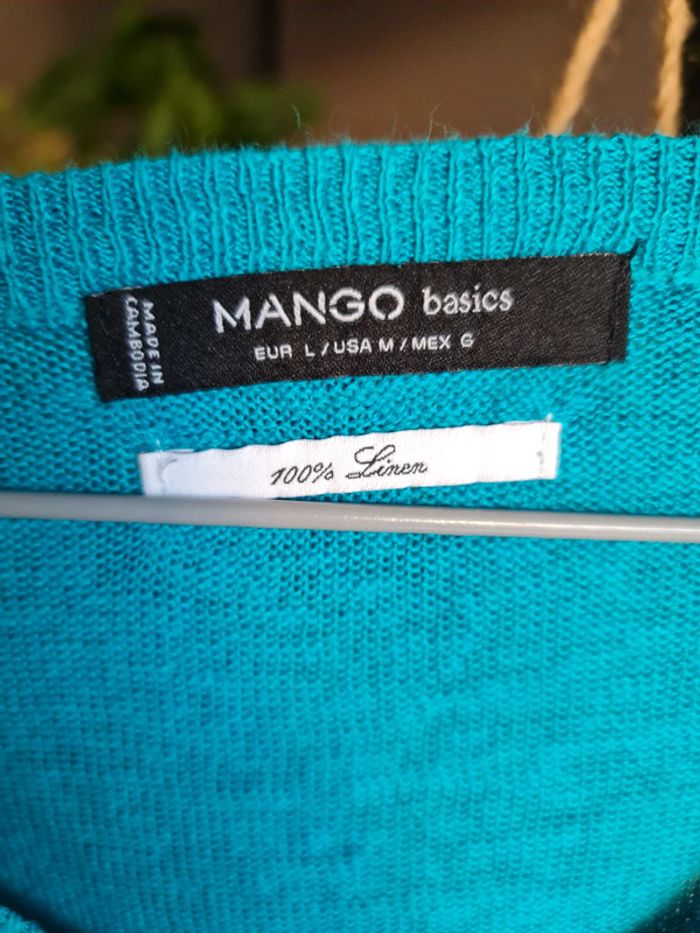 MADE IN
CAMBODIA
MANGO basics
EUR L / USA M / MEX G
100% Linen